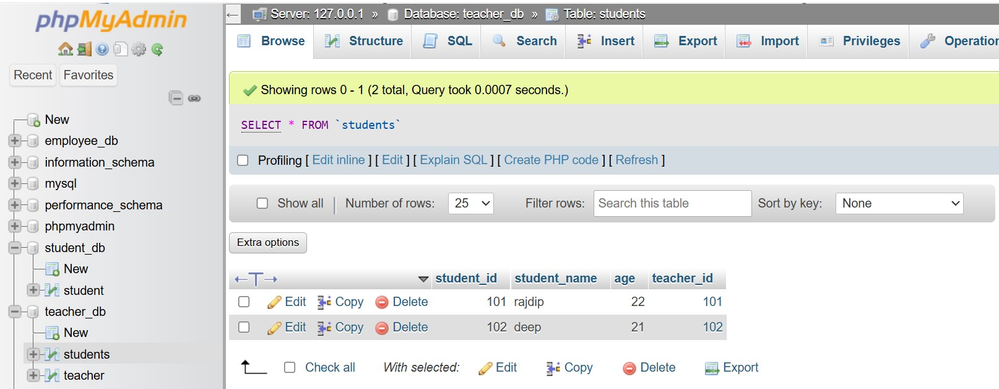 phpMyAdmin
Recent Favorites
New
employee_db
information_schema
mysql
performance_schema
phpmyadmin
student_db
New
student
teacher_db
New
students
teacher
Server: 127.0.0.1 » Database: teacher_db » Table: students
Browse Structure SQL Search Insert Export Import Privileges Operation
Showing rows 0 - 1 (2 total, Query took 0.0007 seconds.)
SELECT * FROM `students`
Profiling [ Edit inline ] [ Edit ] [ Explain SQL ] [ Create PHP code ] [ Refresh ]
Show all | Number of rows: 25 Filter rows: Search this table Sort by key: None
Extra options
←T→ student_id student_name age teacher_id
Edit Copy Delete 101 rajdip 22 101
Edit Copy Delete 102 deep 21 102
Check all With selected: Edit Copy Delete Export